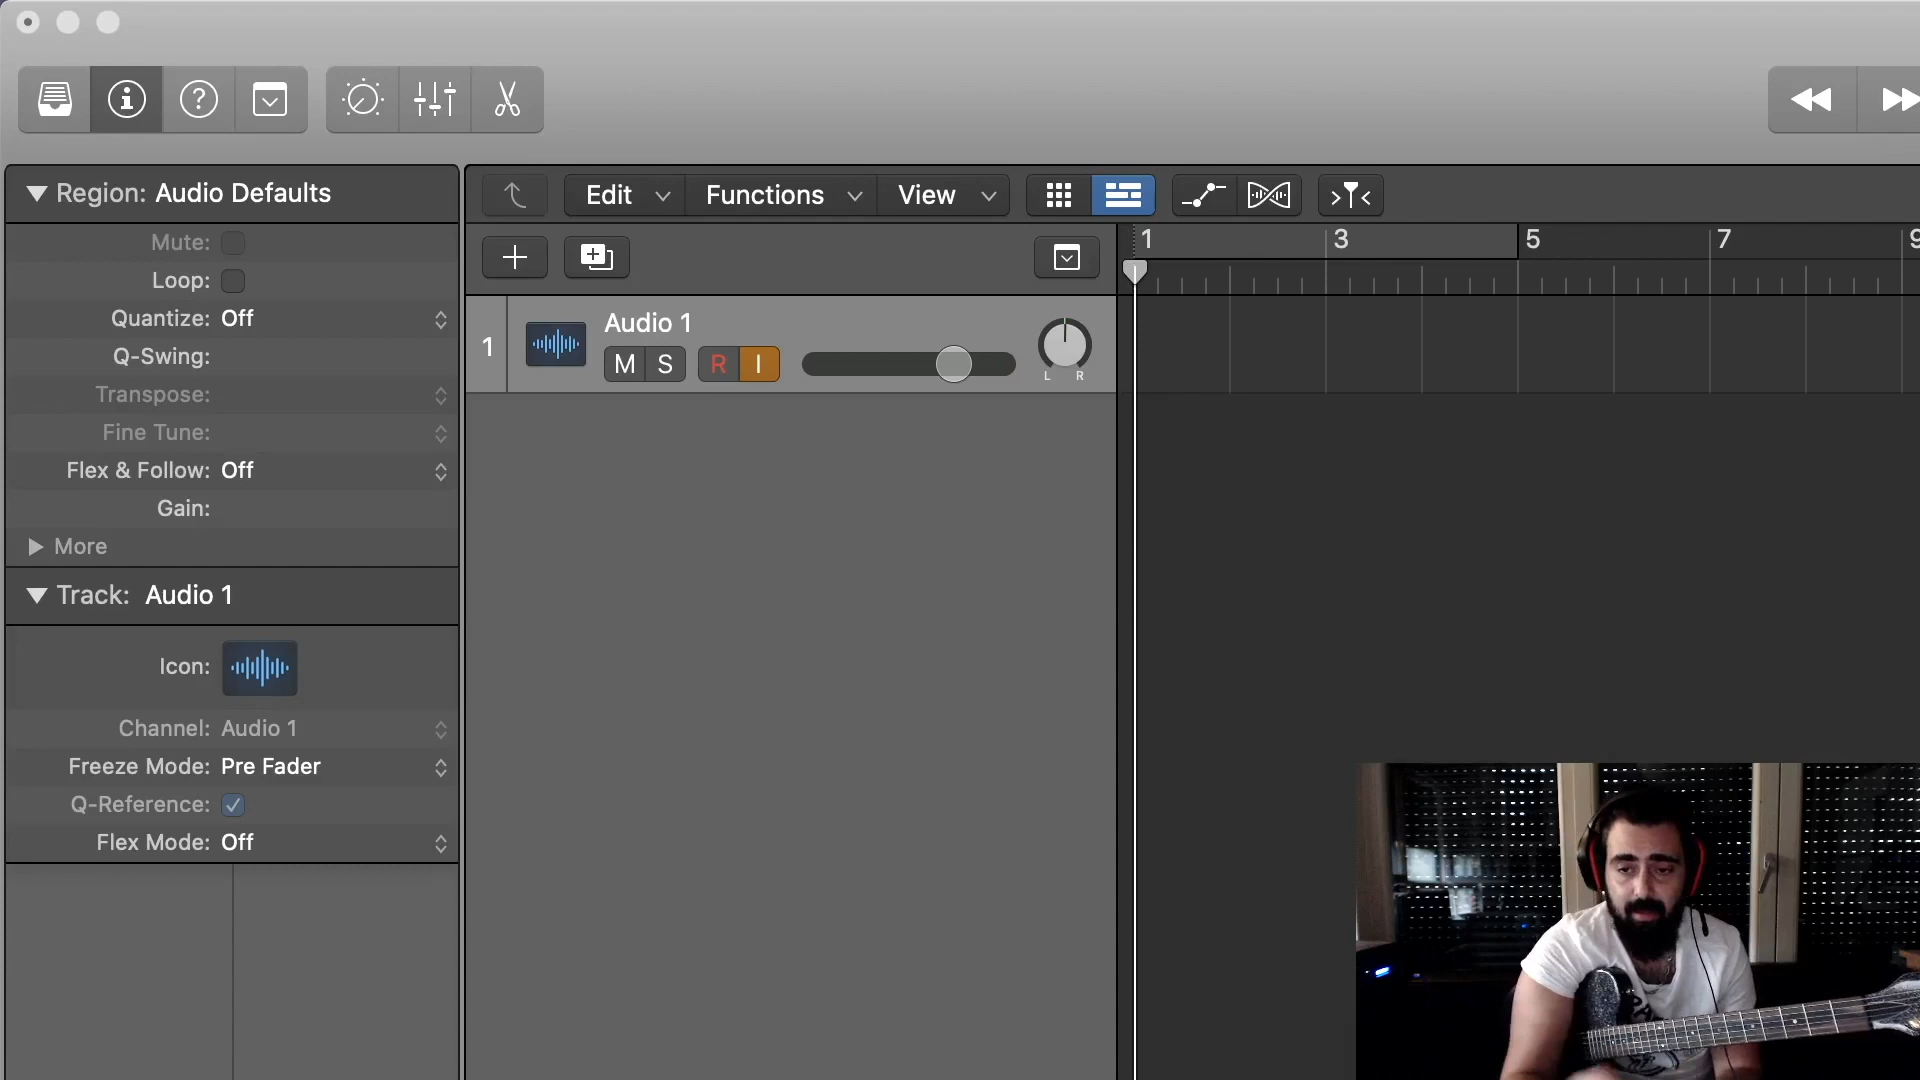 Region: Audio Defaults
Mute:
Loop:
Quantize: Off
Q-Swing:
Transpose:
Fine Tune:
Flex & Follow: Off
Gain:
More
Track: Audio 1
Icon:
Channel: Audio 1
Freeze Mode: Pre Fader
Q-Reference:
Flex Mode: Off
Edit Functions View
1 3 5 7 9
1 Audio 1
M S R I
L R